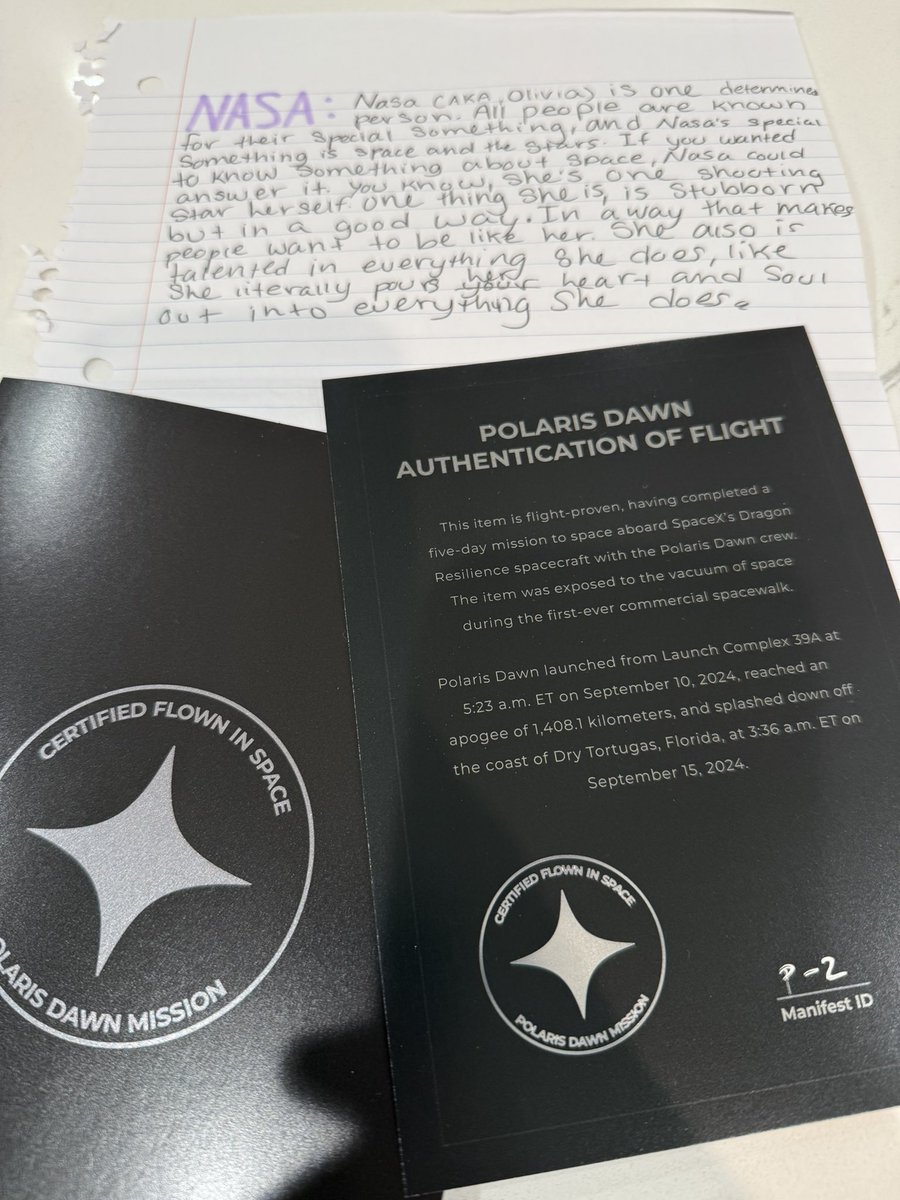 NASA: Nasa (AKA, Olivia) is one determine
person. All people are known
for their special something, and Nasa's special
something is space and the stars. If you wanted
to know something about space, Nasa could
answer it. You know, she's one shooting
star herself. One thing she is, is stubborn
but in a good way. In a way that makes
people want to be like her. She also is
talented in everything she does, like
she literally pours her your heart and soul
out into everything she does.
POLARIS DAWN
AUTHENTICATION OF FLIGHT
This item is flight-proven, having completed a
five-day mission to space aboard SpaceX's Dragon
Resilience spacecraft with the Polaris Dawn crew.
The item was exposed to the vacuum of space
during the first-ever commercial spacewalk.
Polaris Dawn launched from Launch Complex 39A at
5:23 a.m. ET on September 10, 2024, reached an
apogee of 1,408.1 kilometers, and splashed down off
the coast of Dry Tortugas, Florida, at 3:36 a.m. ET on
September 15, 2024.
CERTIFIED FLOWN IN SPACE
POLARIS DAWN MISSION
P-2
Manifest ID
CERTIFIED FLOWN IN SPACE
OLARIS DAWN MISSION